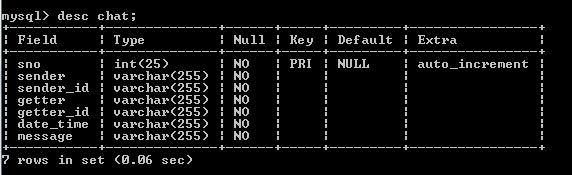 mysql> desc chat;
+-----------+--------------+------+-----+---------+----------------+
| Field     | Type         | Null | Key | Default | Extra          |
+-----------+--------------+------+-----+---------+----------------+
| sno       | int(25)      | NO   | PRI | NULL    | auto_increment |
| sender    | varchar(255) | NO   |     |         |                |
| sender_id | varchar(255) | NO   |     |         |                |
| getter    | varchar(255) | NO   |     |         |                |
| getter_id | varchar(255) | NO   |     |         |                |
| date_time | varchar(255) | NO   |     |         |                |
| message   | varchar(255) | NO   |     |         |                |
+-----------+--------------+------+-----+---------+----------------+
7 rows in set (0.06 sec)